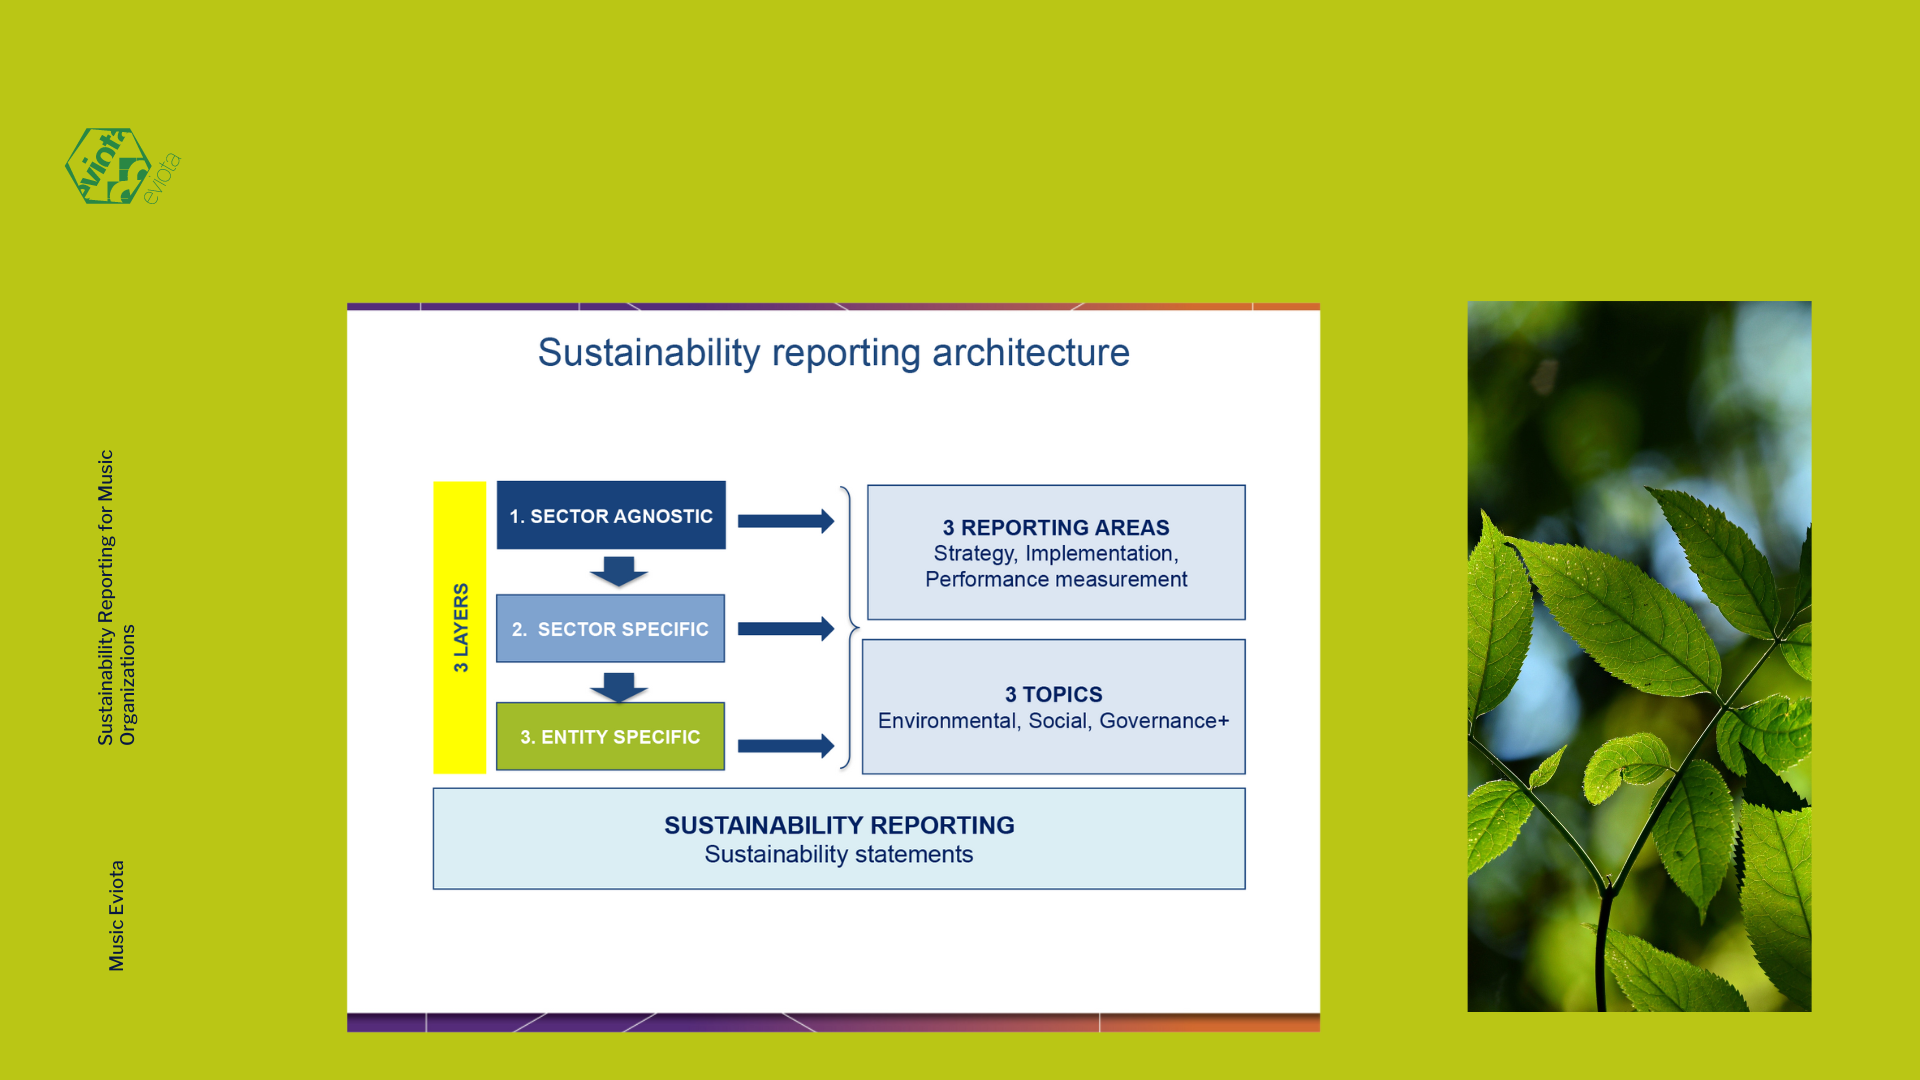 eviota
eviota
Sustainability Reporting for Music
Organizations
Music Eviota
Sustainability reporting architecture
3 LAYERS
1. SECTOR AGNOSTIC
2. SECTOR SPECIFIC
3. ENTITY SPECIFIC
3 REPORTING AREAS
Strategy, Implementation,
Performance measurement
3 TOPICS
Environmental, Social, Governance+
SUSTAINABILITY REPORTING
Sustainability statements